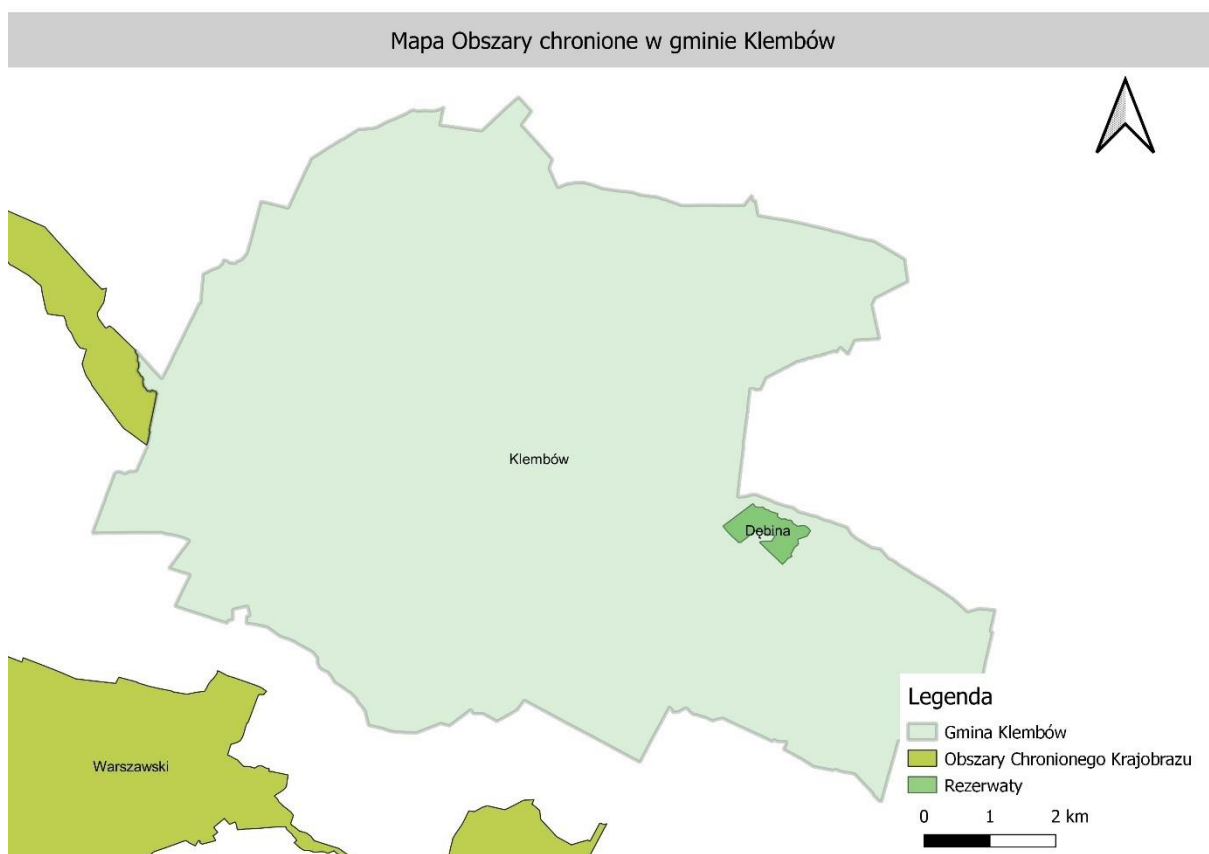 Mapa Obszary chronione w gminie Klembów
Klembów
Dębina
Warszawski
Legenda
Gmina Klembów
Obszary Chronionego Krajobrazu
Rezerwaty
0 1 2 km